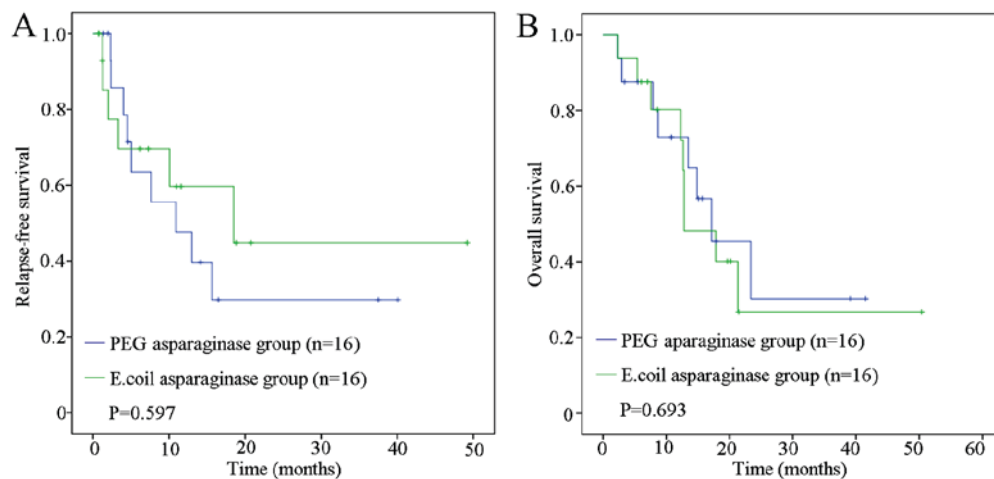 A
1.0
0.8
0.6
0.4
0.2
0
Relapse-free survival
PEG asparaginase group (n=16)
E.coil asparaginase group (n=16)
P=0.597
0 10 20 30 40 50
Time (months)
B
1.0
0.8
0.6
0.4
0.2
0
Overall survival
PEG aparaginase group (n=16)
E.coil asparaginase group (n=16)
P=0.693
0 10 20 30 40 50 60
Time (months)